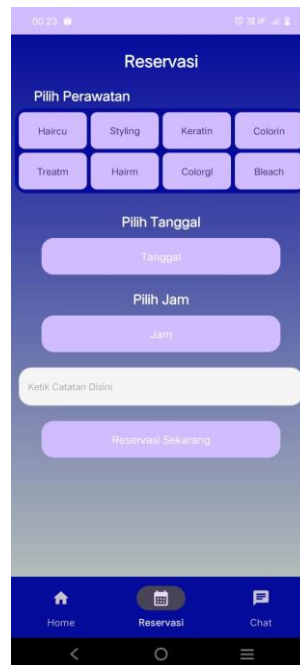 00.23
Reservasi
Pilih Perawatan
Haircu Styling Keratin Colorin
Treatm Hairm Colorgl Bleach
Pilih Tanggal
Tanggal
Pilih Jam
Jam
Ketik Catatan Disini
Reservasi Sekarang
Home Reservasi Chat